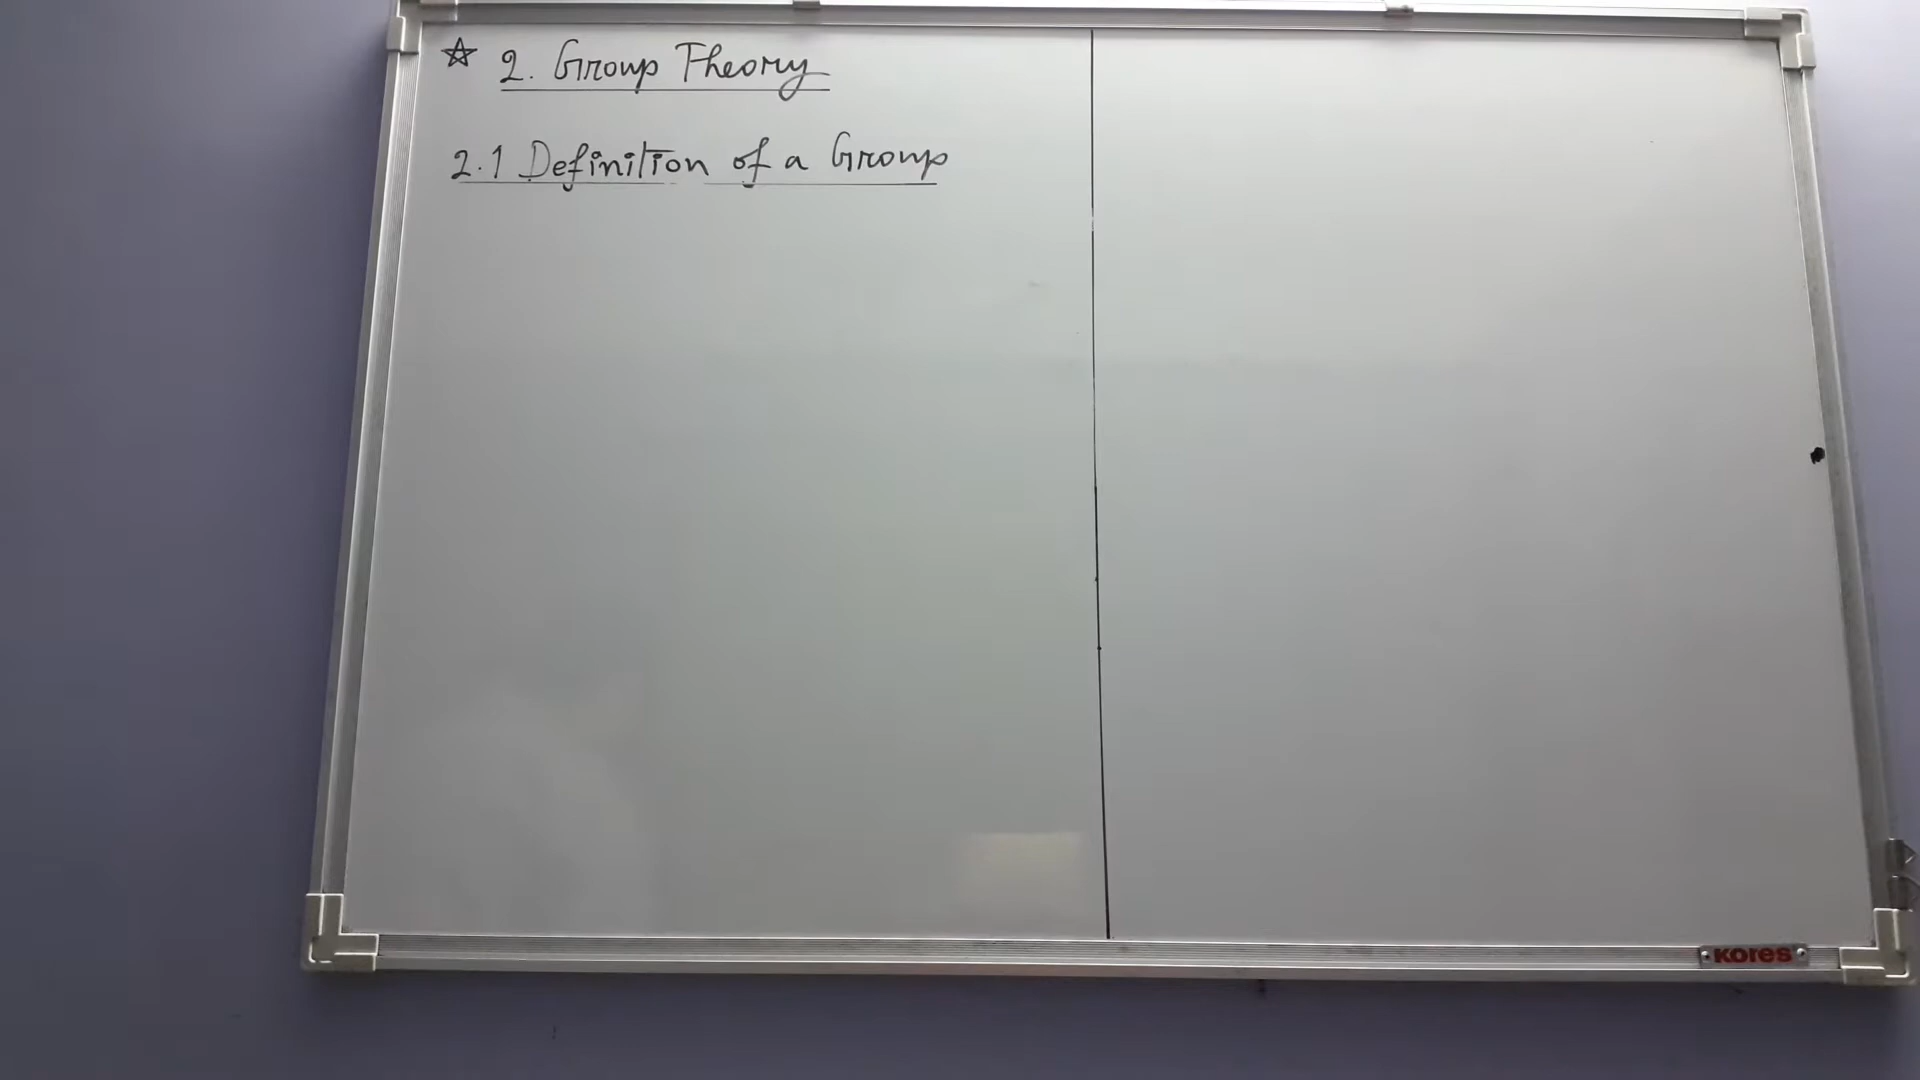 ☆ 2. Group Theory
2.1 Definition of a Group
Kores